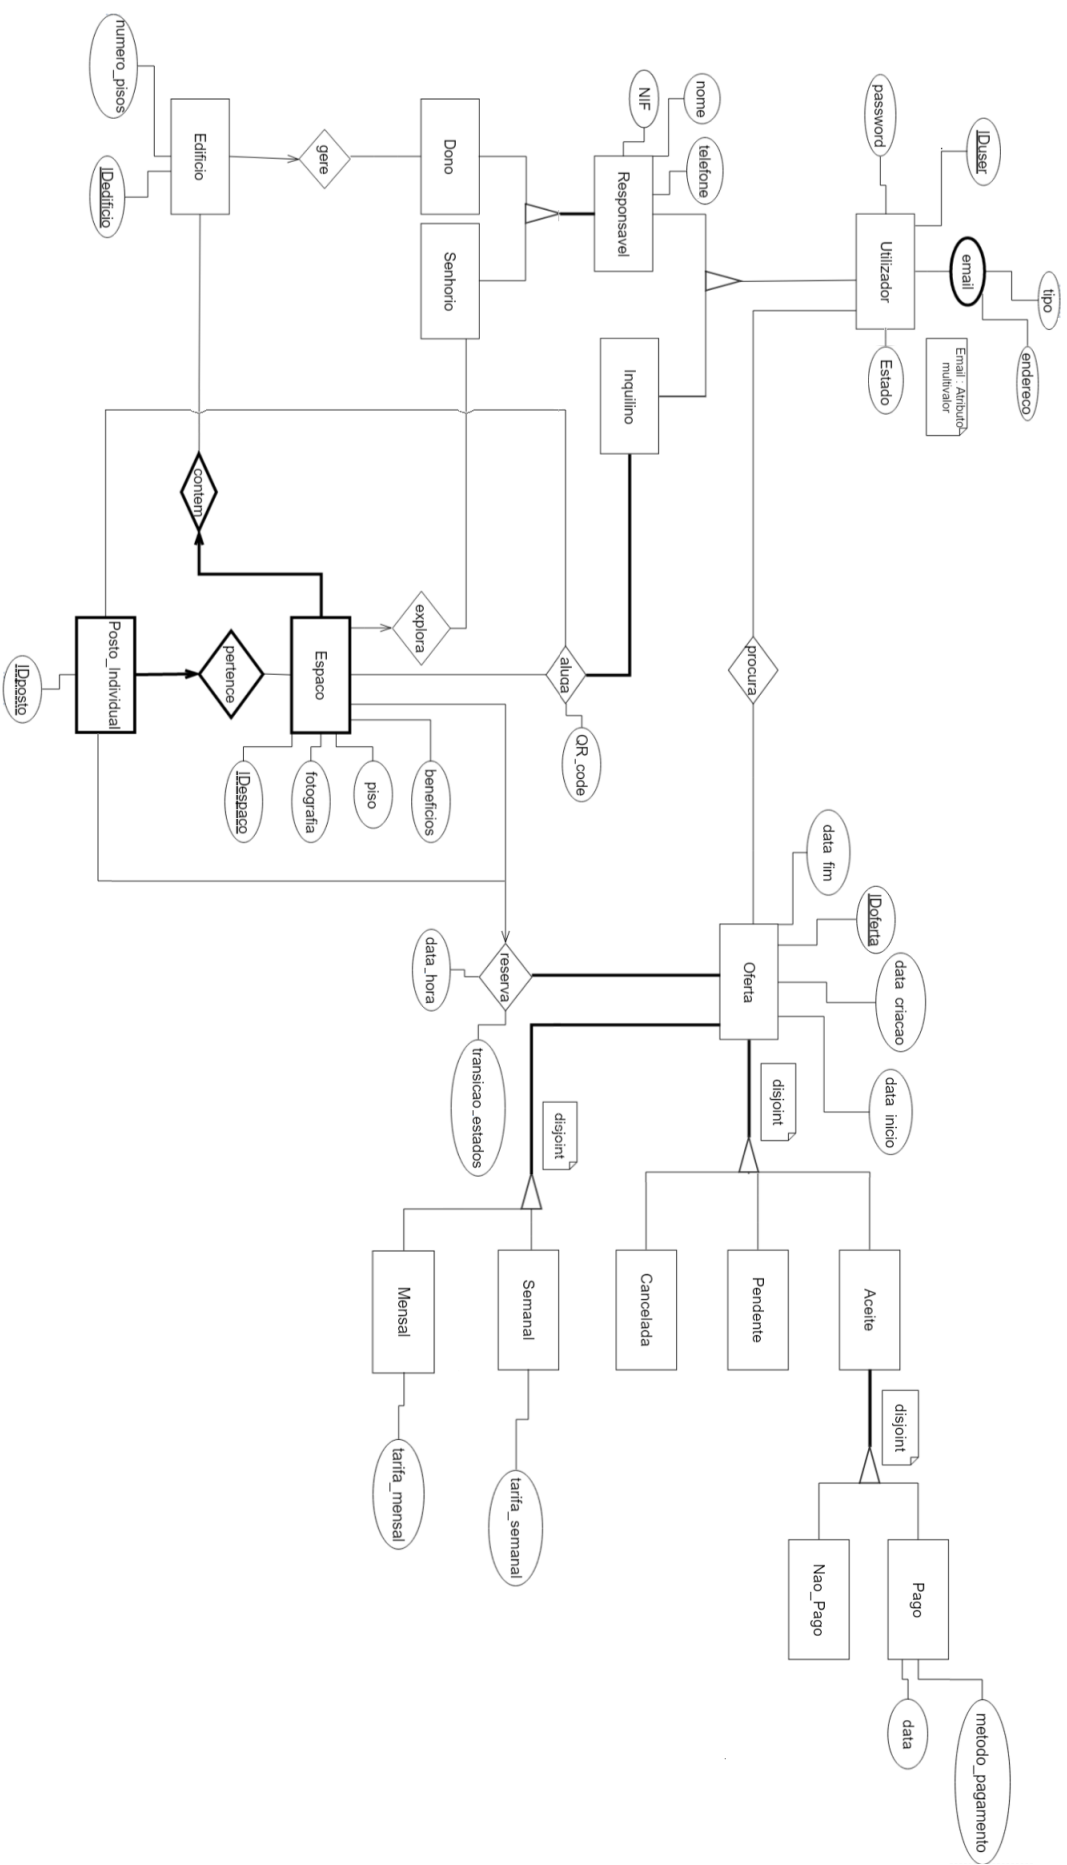 numero_pisos
Edificio
IDedificio
gere
Dono
Senhorio
NIF
nome
telefone
Responsavel
password
IDuser
Utilizador
email
tipo
endereco
Estado
Email : Atributo
multivalor
Inquilino
contem
explora
aluga
procura
QR_code
Posto_Individual
IDposto
pertence
Espaco
IDespaco
fotografia
piso
beneficios
data_fim
IDoferta
data_criacao
data_inicio
Oferta
reserva
data_hora
transicao_estados
disjoint
disjoint
Mensal
Semanal
Cancelada
Pendente
Aceite
disjoint
tarifa_mensal
tarifa_semanal
Nao_Pago
Pago
data
metodo_pagamento